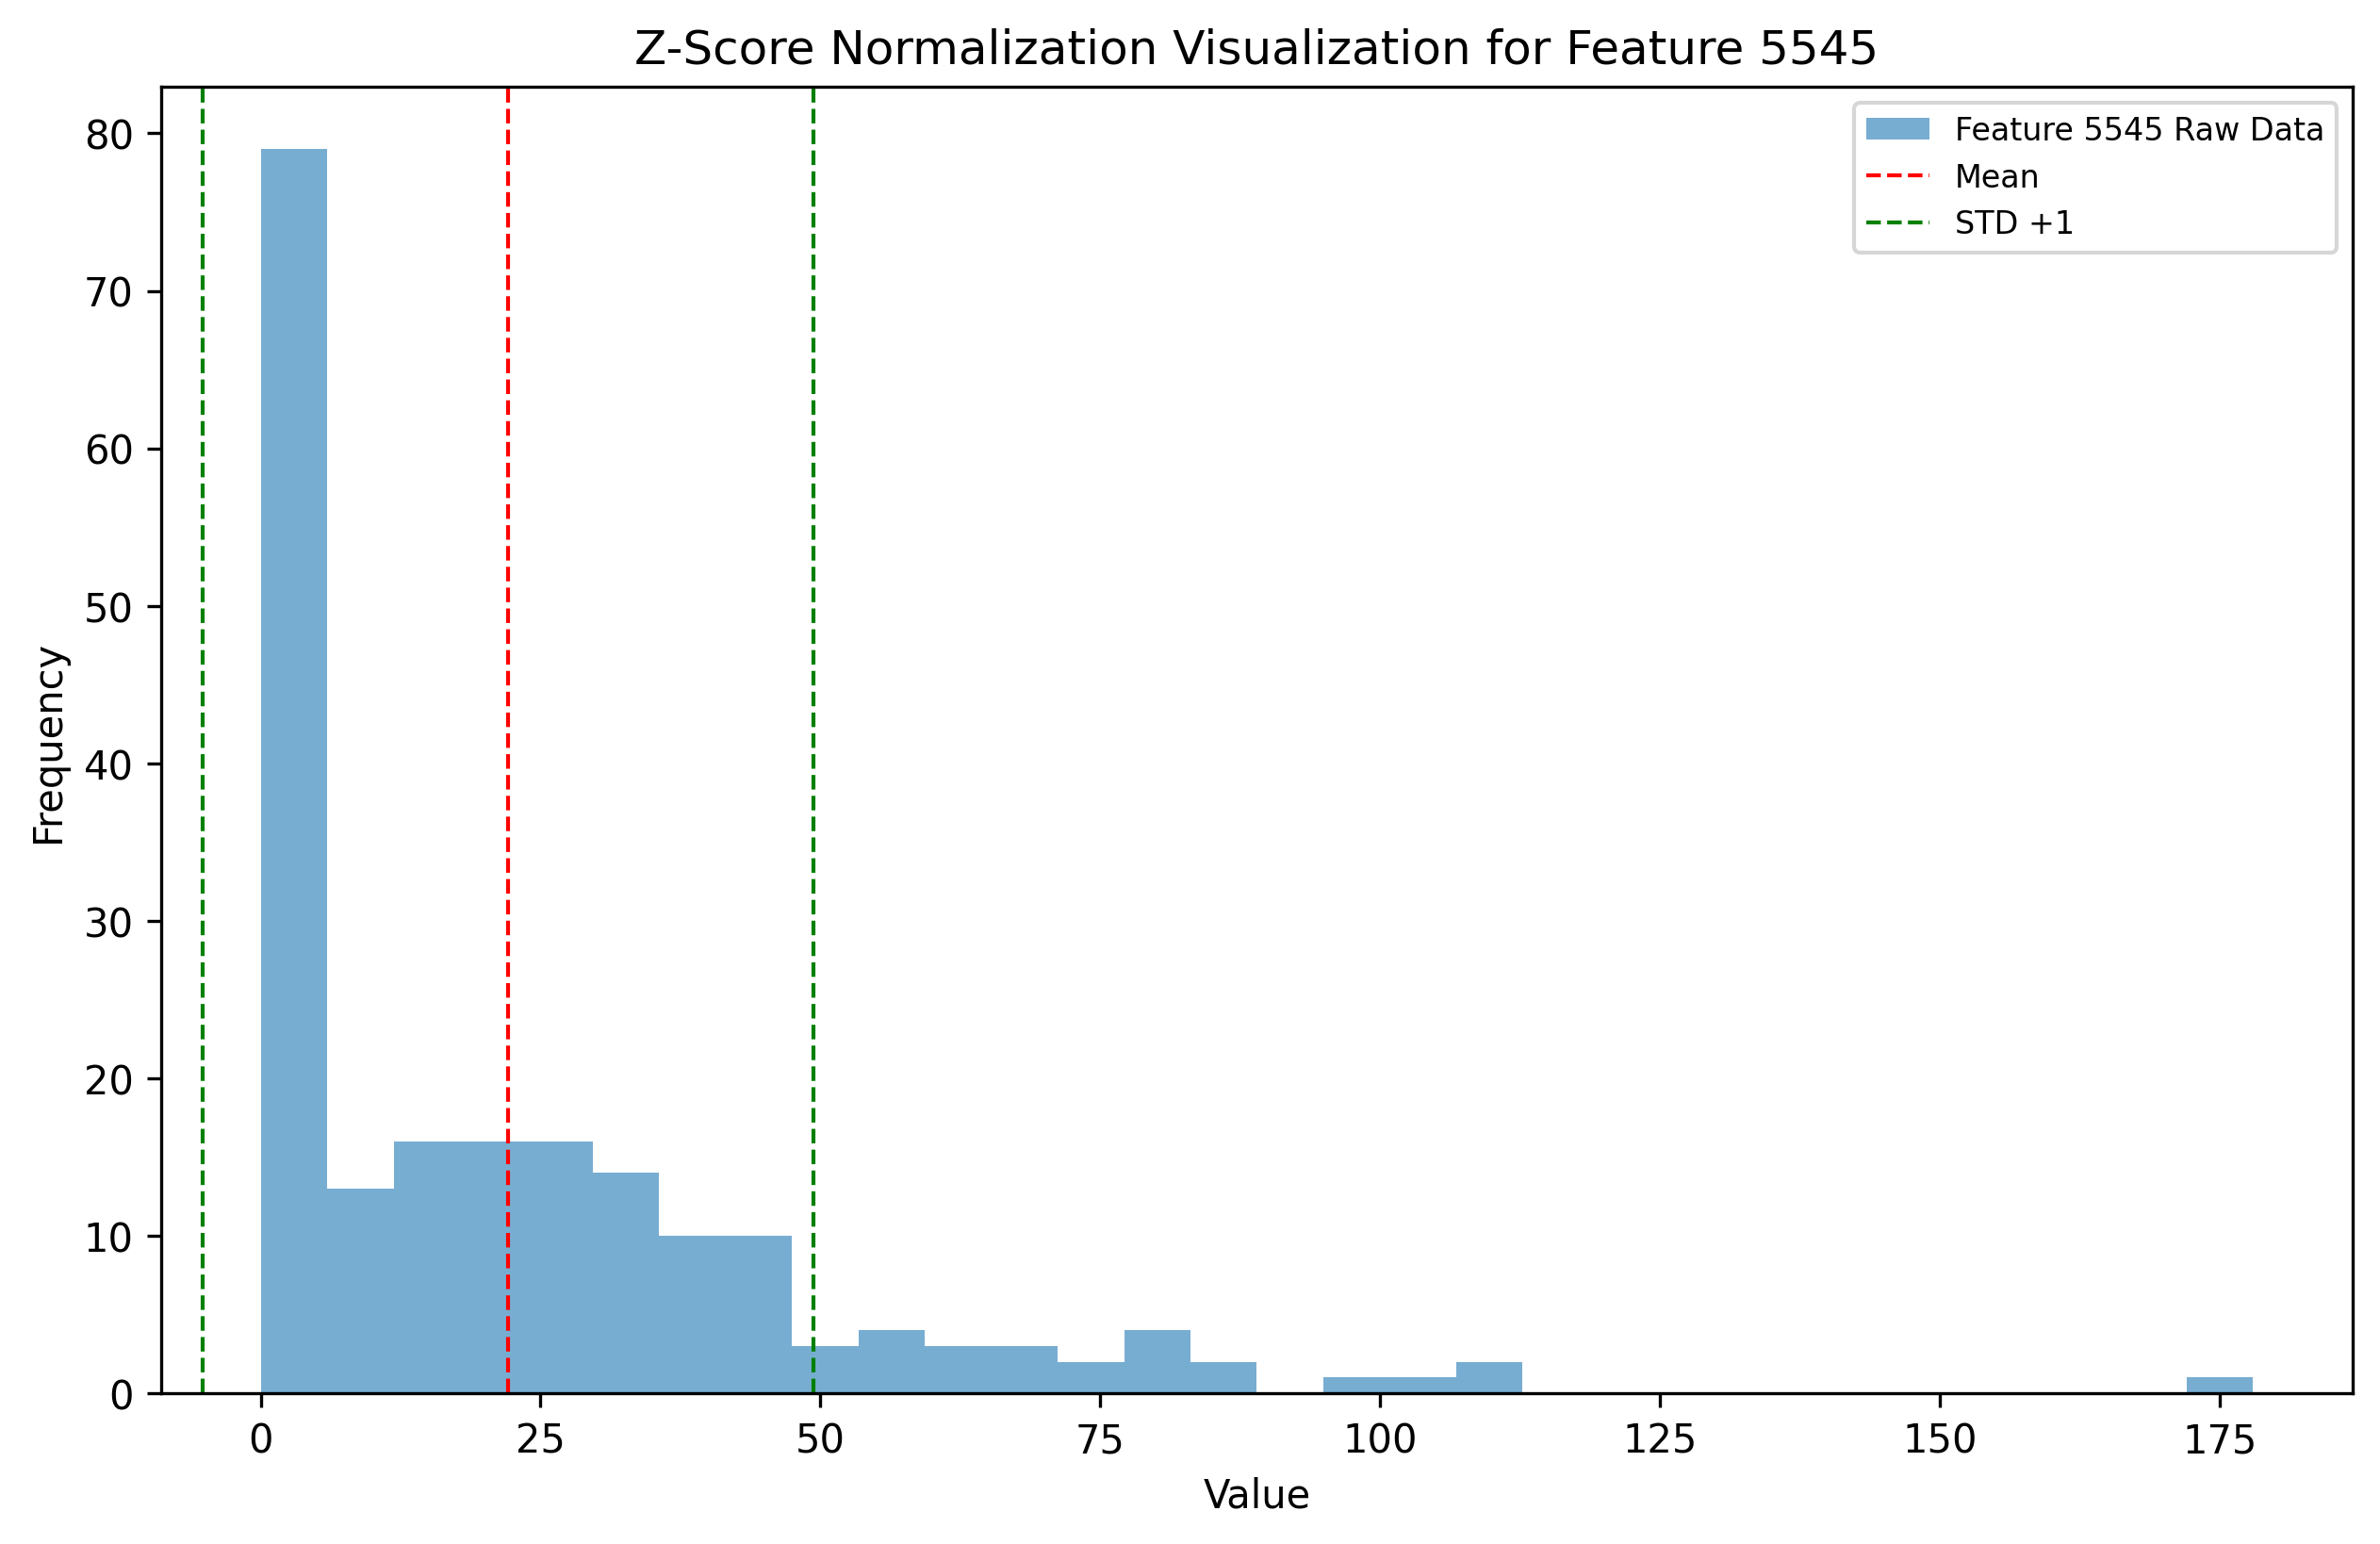 Z-Score Normalization Visualization for Feature 5545
Feature 5545 Raw Data
Mean
STD +1
Frequency
80
70
60
50
40
30
20
10
0
0 25 50 75 100 125 150 175
Value